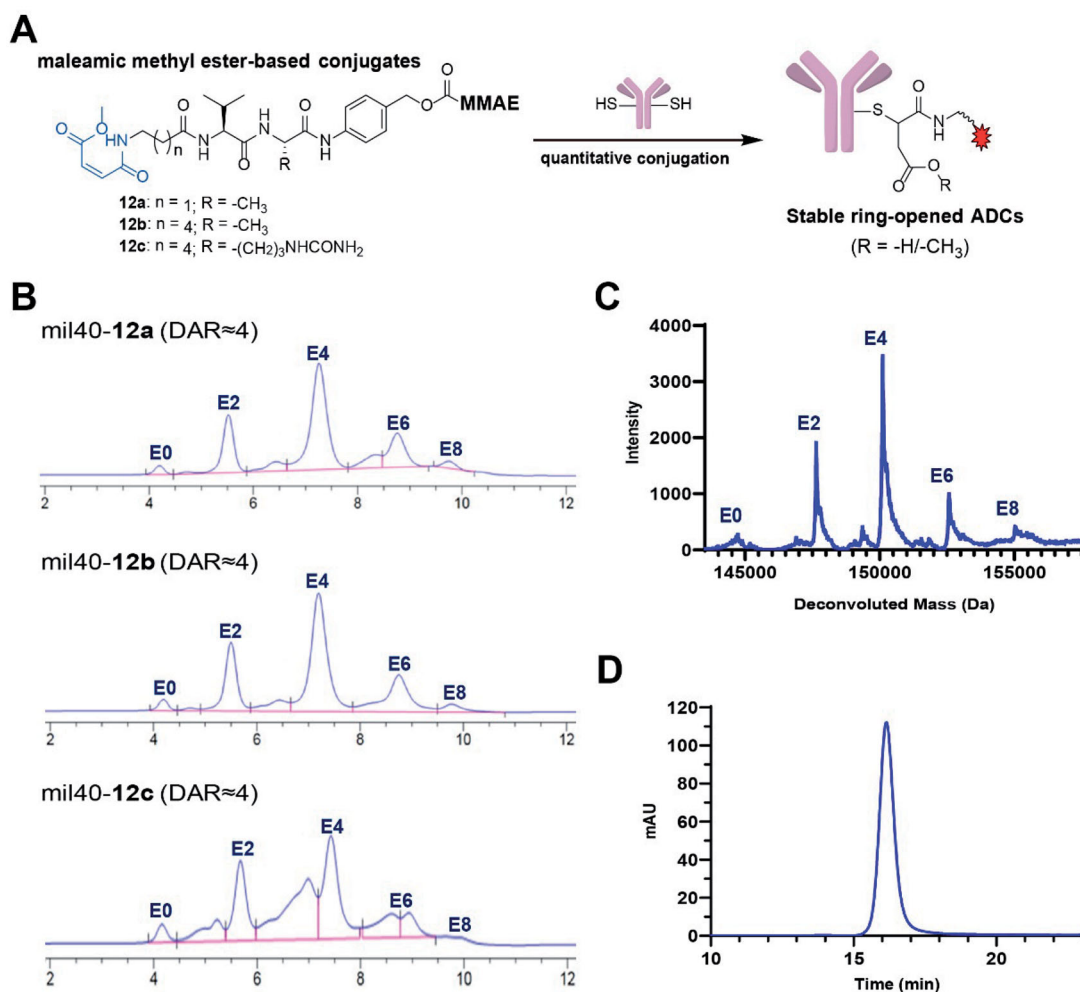 A
maleamic methyl ester-based conjugates
O
O
HN
O
n
O
N
H
O
H
N
R
O
N
H
O
O
MMAE
12a: n = 1; R = -CH3
12b: n = 4; R = -CH3
12c: n = 4; R = -(CH2)3NHCONH2
HS
SH
quantitative conjugation
S
O
N
H
O
O
R
Stable ring-opened ADCs
(R = -H/-CH3)
B
mil40-12a (DAR≈4)
E0
E2
E4
E6
E8
2 4 6 8 10 12
mil40-12b (DAR≈4)
E0
E2
E4
E6
E8
2 4 6 8 10 12
mil40-12c (DAR≈4)
E0
E2
E4
E6
E8
2 4 6 8 10 12
C
4000
3000
2000
1000
0
Intensity
E0
E2
E4
E6
E8
145000 150000 155000
Deconvoluted Mass (Da)
D
120
100
80
60
40
20
0
mAU
10 15 20
Time (min)